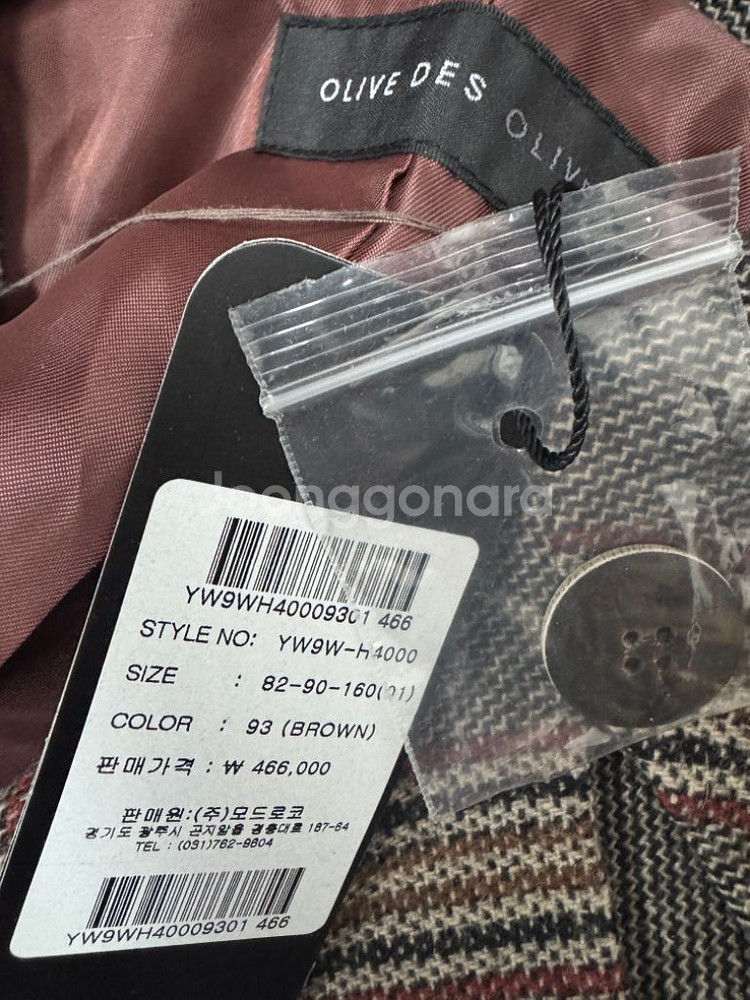 OLIVE DES OLIVE
Joonggonara
YW9WH40009301 466
STYLE NO: YW9W-H4000
SIZE : 82-90-160(01)
COLOR : 93 (BROWN)
판매가격 : ₩ 466,000
판매원:(주)모드로코
경기도 광주시 곤지암읍 경충대로 187-64
TEL : (031)762-9804
YW9WH40009301 466